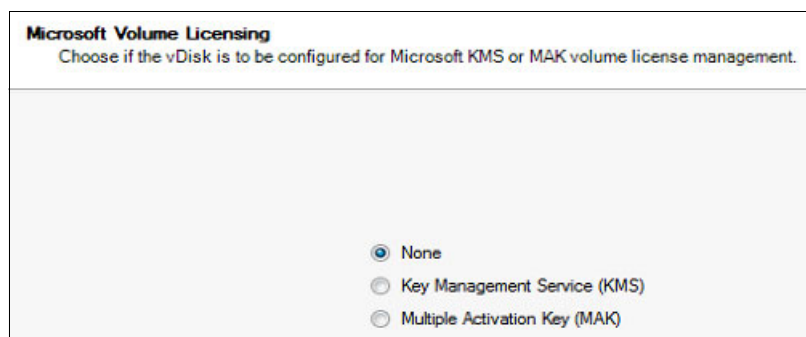 Microsoft Volume Licensing
Choose if the vDisk is to be configured for Microsoft KMS or MAK volume license management.
None
Key Management Service (KMS)
Multiple Activation Key (MAK)